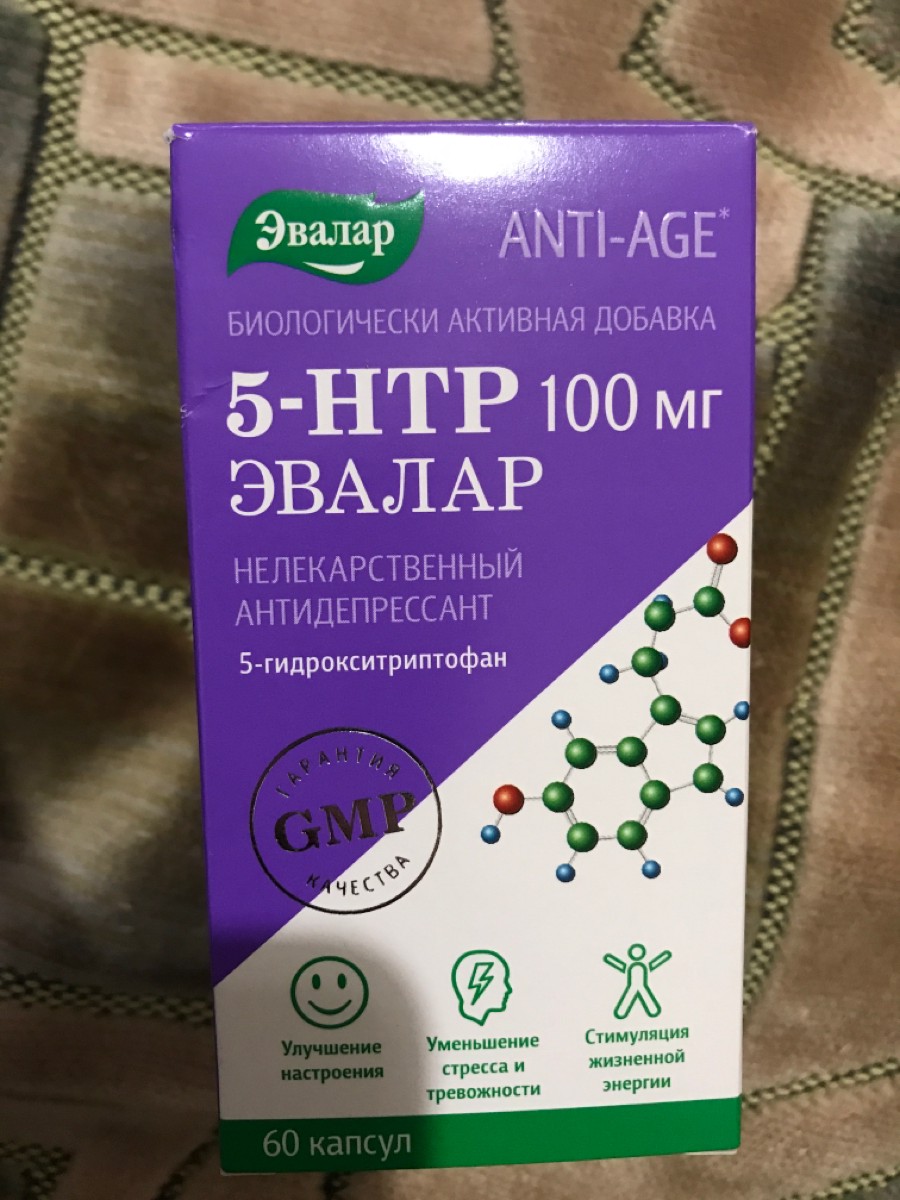 Эвалар
ANTI-AGE*
БИОЛОГИЧЕСКИ АКТИВНАЯ ДОБАВКА
5-HTP 100 мг
ЭВАЛАР
НЕЛЕКАРСТВЕННЫЙ
АНТИДЕПРЕССАНТ
5-гидрокситриптофан
ГАРАНТИЯ
GMP
КАЧЕСТВА
Улучшение
настроения
Уменьшение
стресса и
тревожности
Стимуляция
жизненной
энергии
60 капсул